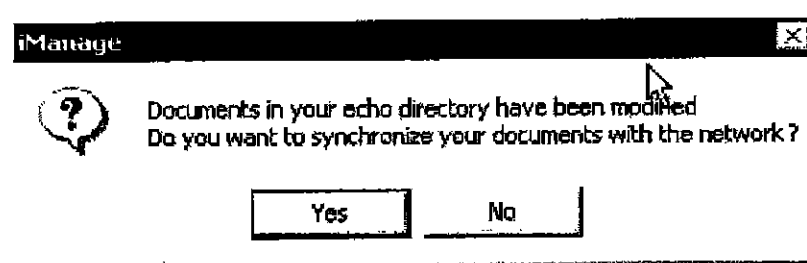 iManage
Documents in your echo directory have been modified
Do you want to synchronize your documents with the network ?
Yes
No